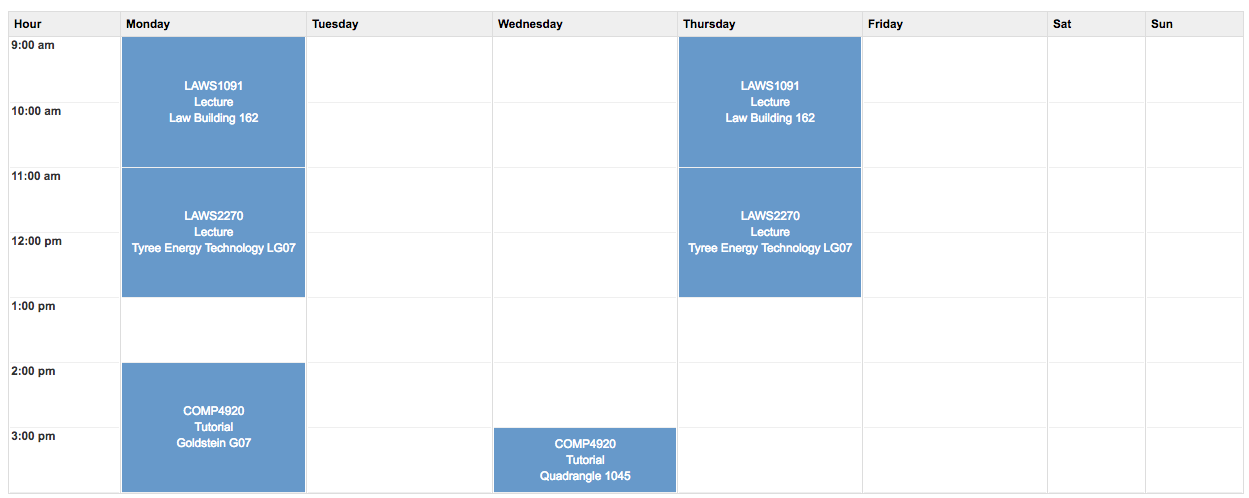 Hour Monday Tuesday Wednesday Thursday Friday Sat Sun
9:00 am
LAWS1091 LAWS1091
Lecture Lecture
10:00 am
Law Building 162 Law Building 162
11:00 am
LAWS2270 LAWS2270
Lecture Lecture
12:00 pm
Tyree Energy Technology LG07 Tyree Energy Technology LG07
1:00 pm
2:00 pm
COMP4920
Tutorial
3:00 pm
Goldstein G07
COMP4920
Tutorial
Quadrangle 1045